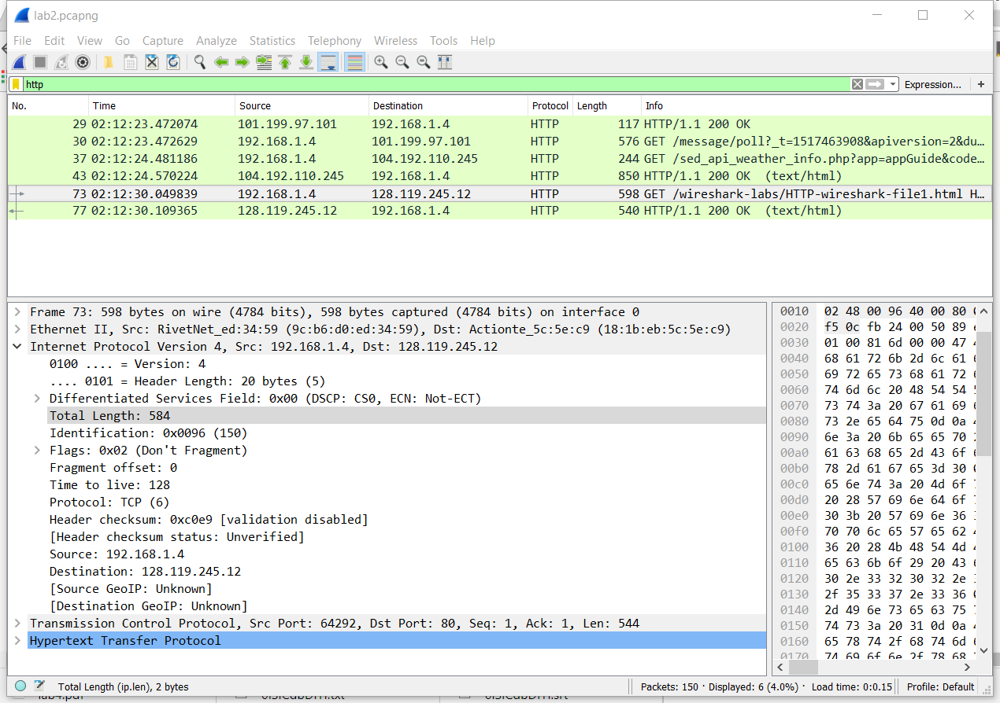 lab2.pcapng
File Edit View Go Capture Analyze Statistics Telephony Wireless Tools Help
http Expression... +
No. Time Source Destination Protocol Length Info
29 02:12:23.472074 101.199.97.101 192.168.1.4 HTTP 117 HTTP/1.1 200 OK
30 02:12:23.472629 192.168.1.4 101.199.97.101 HTTP 576 GET /message/poll?_t=1517463908&apiversion=2&du…
37 02:12:24.481186 192.168.1.4 104.192.110.245 HTTP 244 GET /sed_api_weather_info.php?app=appGuide&code…
43 02:12:24.570224 104.192.110.245 192.168.1.4 HTTP 850 HTTP/1.1 200 OK (text/html)
73 02:12:30.049839 192.168.1.4 128.119.245.12 HTTP 598 GET /wireshark-labs/HTTP-wireshark-file1.html H…
77 02:12:30.109365 128.119.245.12 192.168.1.4 HTTP 540 HTTP/1.1 200 OK (text/html)
Frame 73: 598 bytes on wire (4784 bits), 598 bytes captured (4784 bits) on interface 0
Ethernet II, Src: RivetNet_ed:34:59 (9c:b6:d0:ed:34:59), Dst: Actionte_5c:5e:c9 (18:1b:eb:5c:5e:c9)
Internet Protocol Version 4, Src: 192.168.1.4, Dst: 128.119.245.12
0100 .... = Version: 4
.... 0101 = Header Length: 20 bytes (5)
Differentiated Services Field: 0x00 (DSCP: CS0, ECN: Not-ECT)
Total Length: 584
Identification: 0x0096 (150)
Flags: 0x02 (Don't Fragment)
Fragment offset: 0
Time to live: 128
Protocol: TCP (6)
Header checksum: 0xc0e9 [validation disabled]
[Header checksum status: Unverified]
Source: 192.168.1.4
Destination: 128.119.245.12
[Source GeoIP: Unknown]
[Destination GeoIP: Unknown]
Transmission Control Protocol, Src Port: 64292, Dst Port: 80, Seq: 1, Ack: 1, Len: 544
Hypertext Transfer Protocol
0010 02 48 00 96 40 00 80
0020 f5 0c fb 24 00 50 89
0030 01 00 81 6d 00 00 47
0040 68 61 72 6b 2d 6c 61
0050 69 72 65 73 68 61 72
0060 74 6d 6c 20 48 54 54
0070 73 74 3a 20 67 61 69
0080 73 2e 65 64 75 0d 0a
0090 6e 3a 20 6b 65 65 70
00a0 61 63 68 65 2d 43 6f
00b0 78 2d 61 67 65 3d 30
00c0 65 6e 74 3a 20 4d 6f
00d0 20 28 57 69 6e 64 6f
00e0 30 3b 20 57 69 6e 36
00f0 70 70 6c 65 57 65 62
0100 36 20 28 4b 48 54 4d
0110 65 63 6b 6f 29 20 43
0120 30 2e 33 32 30 32 2e
0130 2f 35 33 37 2e 33 36
0140 2d 49 6e 73 65 63 75
0150 74 73 3a 20 31 0d 0a
0160 65 78 74 2f 68 74 6d
0170 74 69 6f 6e 2f 78 68
Total Length (ip.len), 2 bytes Packets: 150 · Displayed: 6 (4.0%) · Load time: 0:0.15 Profile: Default